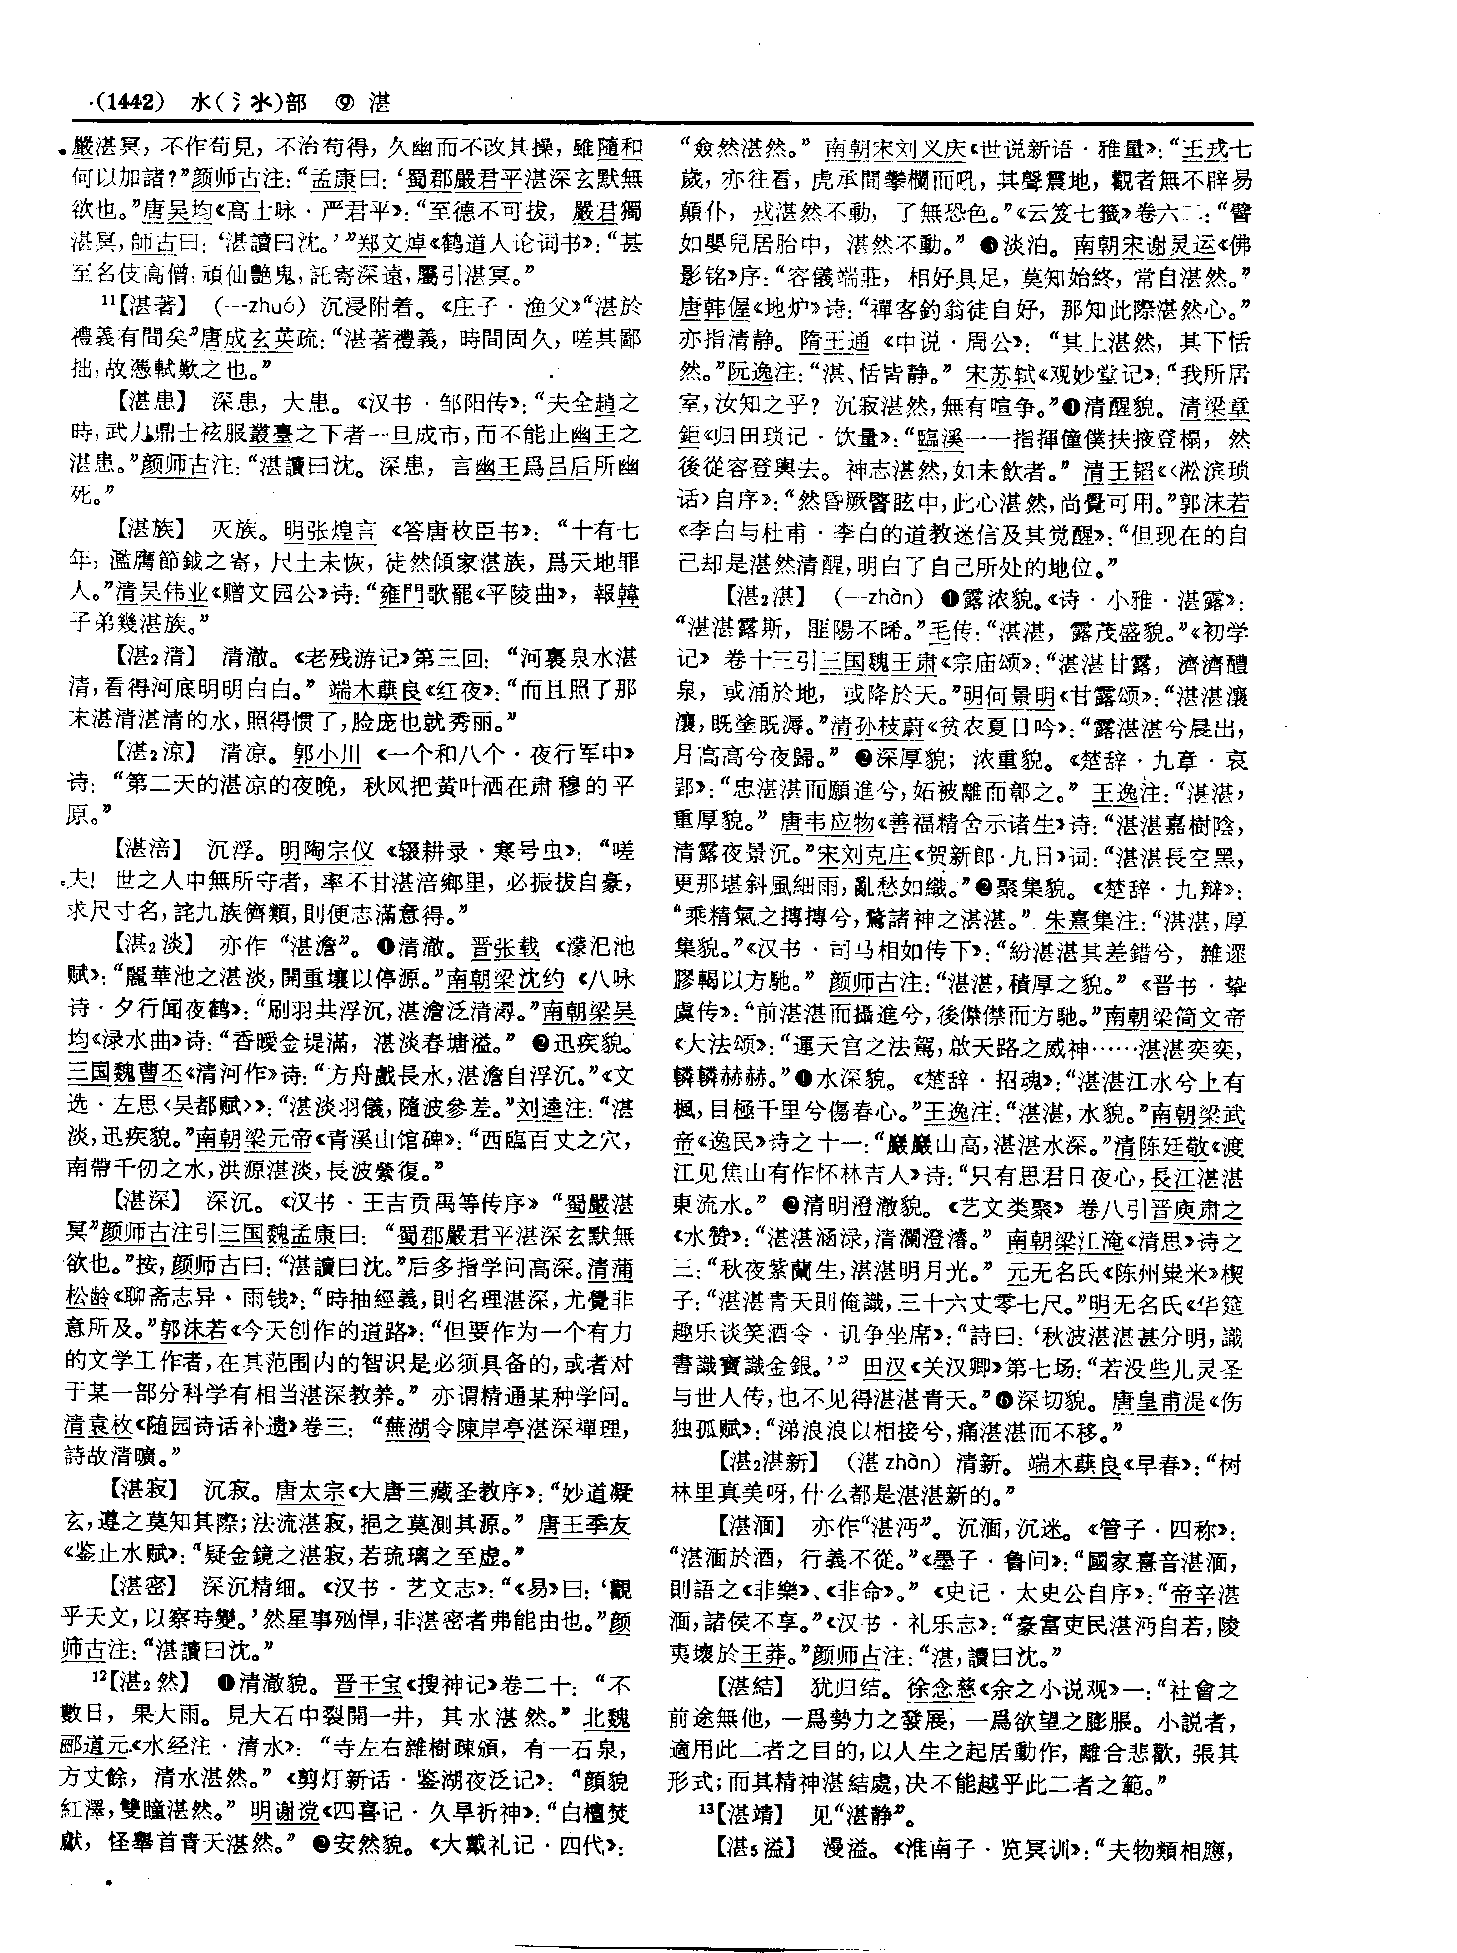 (1442) 水(氵氺)部 ⑨ 湛
嚴湛冥，不作苟見，不治苟得，久幽而不改其操，雖隨和
何以加諸？”颜师古注：“孟康曰：‘蜀郡嚴君平湛深玄默無
欲也。”唐吴均《高士咏·严君平》：“至德不可拔，嚴君獨
湛冥，師古曰：‘湛讀曰沈。’”郑文焯《鹤道人论词书》：“甚
至名伎高僧，頑仙艷鬼，託寄深遠，屬引湛冥。”
11【湛著】 (—zhuó) 沉浸附着。《庄子·渔父》“湛於
禮義有間矣”唐成玄英疏：“湛著禮義，時間固久，嗟其鄙
拙，故憑軾歎之也。”
【湛患】 深患，大患。《汉书·邹阳传》：“夫全趙之
時，武力鼎士袨服叢臺之下者一旦成市，而不能止幽王之
湛患。”颜师古注：“湛讀曰沈。深患，言幽王爲吕后所幽
死。”
【湛族】 灭族。明张煌言《答唐枚臣书》：“十有七
年，濫膺節鉞之寄，尺土未恢，徒然傾家湛族，爲天地罪
人。”清吴伟业《赠文园公》诗：“雍門歌罷《平陵曲》，報韓
子弟幾湛族。”
【湛₂清】 清澈。《老残游记》第三回：“河裏泉水湛
清，看得河底明明白白。”端木蕻良《红夜》：“而且照了那
末湛清湛清的水，照得惯了，脸庞也就秀丽。”
【湛₂凉】 清凉。郭小川《一个和八个·夜行军中》
诗：“第二天的湛凉的夜晚，秋风把黄叶洒在肃穆的平
原。”
【湛涪】 沉浮。明陶宗仪《辍耕录·寒号虫》：“嗟
夫！世之人中無所守者，率不甘湛涪鄉里，必振拔自豪，
求尺寸名，詫九族儕類，則便志滿意得。”
【湛₂淡】 亦作“湛澹”。❶清澈。晋张载《濛汜池
赋》：“麗華池之湛淡，開重壤以停源。”南朝梁沈约《八咏
诗·夕行闻夜鹤》：“刷羽共浮沉，湛澹泛清潯。”南朝梁吴
均《渌水曲》诗：“香曖金堤滿，湛淡春塘溢。”❷迅疾貌。
三国魏曹丕《清河作》诗：“方舟戲長水，湛澹自浮沉。”《文
选·左思〈吴都赋〉》：“湛淡羽儀，隨波參差。”刘逵注：“湛
淡，迅疾貌。”南朝梁元帝《青溪山馆碑》：“西臨百丈之穴，
南帶千仞之水，洪源湛淡，長波縈復。”
【湛深】 深沉。《汉书·王吉贡禹等传序》“蜀嚴湛
冥”颜师古注引三国魏孟康曰：“蜀郡嚴君平湛深玄默無
欲也。”按，颜师古曰：“湛讀曰沈。”后多指学问高深。清蒲
松龄《聊斋志异·雨钱》：“時抽經義，則名理湛深，尤覺非
意所及。”郭沫若《今天创作的道路》：“但要作为一个有力
的文学工作者，在其范围内的智识是必须具备的，或者对
于某一部分科学有相当湛深教养。”亦谓精通某种学问。
清袁枚《随园诗话补遗》卷三：“蕪湖令陳岸亭湛深禪理，
詩故清曠。”
【湛寂】 沉寂。唐太宗《大唐三藏圣教序》：“妙道凝
玄，遵之莫知其際；法流湛寂，挹之莫測其源。”唐王季友
《鉴止水赋》：“疑金鏡之湛寂，若琉璃之至虚。”
【湛密】 深沉精细。《汉书·艺文志》：“《易》曰：‘觀
乎天文，以察時變。’然星事殈悍，非湛密者弗能由也。”颜
师古注：“湛讀曰沈。”
12【湛₂然】 ❶清澈貌。晋干宝《搜神记》卷二十：“不
數日，果大雨。見大石中裂開一井，其水湛然。”北魏
郦道元《水经注·清水》：“寺左右雜樹疎頒，有一石泉，
方丈餘，清水湛然。”《剪灯新话·鉴湖夜泛记》：“顔貌
紅澤，雙瞳湛然。”明谢谠《四喜记·久旱祈神》：“白檀焚
獻，怪舉首青天湛然。”❷安然貌。《大戴礼记·四代》：
“僉然湛然。”南朝宋刘义庆《世说新语·雅量》：“王戎七
歲，亦往看，虎承間攀欄而吼，其聲震地，觀者無不辟易
顛仆，戎湛然不動，了無恐色。”《云笈七籤》卷六二：“譬
如嬰兒居胎中，湛然不動。”❸淡泊。南朝宋谢灵运《佛
影铭》序：“容儀端莊，相好具足，莫知始終，常自湛然。”
唐韩偓《地炉》诗：“禪客釣翁徒自好，那知此際湛然心。”
亦指清静。隋王通《中说·周公》：“其上湛然，其下恬
然。”阮逸注：“湛、恬皆静。”宋苏轼《观妙堂记》：“我所居
室，汝知之乎？沉寂湛然，無有喧争。”❹清醒貌。清梁章
鉅《归田琐记·饮量》：“臨溪一一指揮僮僕扶掖登榻，然
後從容登輿去。神志湛然，如未飲者。”清王韬《〈淞滨琐
话〉自序》：“然昏厥瞀眩中，此心湛然，尚覺可用。”郭沫若
《李白与杜甫·李白的道教迷信及其觉醒》：“但现在的自
己却是湛然清醒，明白了自己所处的地位。”
【湛₂湛】 (—zhàn) ❶露浓貌。《诗·小雅·湛露》：
“湛湛露斯，匪陽不晞。”毛传：“湛湛，露茂盛貌。”《初学
记》卷十三引三国魏王肃《宗庙颂》：“湛湛甘露，濟濟醴
泉，或涌於地，或降於天。”明何景明《甘露颂》：“湛湛瀼
瀼，既塗既溽。”清孙枝蔚《贫衣夏日吟》：“露湛湛兮晨出，
月高高兮夜歸。”❷深厚貌；浓重貌。《楚辞·九章·哀
郢》：“忠湛湛而願進兮，妬被離而鄣之。”王逸注：“湛湛，
重厚貌。”唐韦应物《善福精舍示诸生》诗：“湛湛嘉樹陰，
清露夜景沉。”宋刘克庄《贺新郎·九日》词：“湛湛長空黑，
更那堪斜風細雨，亂愁如織。”❸聚集貌。《楚辞·九辩》：
“乘精氣之摶摶兮，騖諸神之湛湛。”朱熹集注：“湛湛，厚
集貌。”《汉书·司马相如传下》：“紛湛湛其差錯兮，雜遝
膠輵以方馳。”颜师古注：“湛湛，積厚之貌。”《晋书·挚
虞传》：“前湛湛而攝進兮，後傑傑而方馳。”南朝梁简文帝
《大法颂》：“運天宫之法駕，啟天路之威神……湛湛奕奕，
轔轔赫赫。”❹水深貌。《楚辞·招魂》：“湛湛江水兮上有
楓，目極千里兮傷春心。”王逸注：“湛湛，水貌。”南朝梁武
帝《逸民》诗之十一：“巖巖山高，湛湛水深。”清陈廷敬《渡
江见焦山有作怀林吉人》诗：“只有思君日夜心，長江湛湛
東流水。”❺清明澄澈貌。《艺文类聚》卷八引晋庾肃之
《水赞》：“湛湛涵渌，清瀾澄濬。”南朝梁江淹《清思》诗之
三：“秋夜紫蘭生，湛湛明月光。”元无名氏《陈州粜米》楔
子：“湛湛青天則俺識，三十六丈零七尺。”明无名氏《华筵
趣乐谈笑酒令·讥争坐席》：“詩曰：‘秋波湛湛甚分明，識
書識寶識金銀。’”田汉《关汉卿》第七场：“若没些儿灵圣
与世人传，也不见得湛湛青天。”❻深切貌。唐皇甫湜《伤
独孤赋》：“涕浪浪以相接兮，痛湛湛而不移。”
【湛₂湛新】 (湛 zhàn) 清新。端木蕻良《早春》：“树
林里真美呀，什么都是湛湛新的。”
【湛湎】 亦作“湛沔”。沉湎，沉迷。《管子·四称》：
“湛湎於酒，行義不從。”《墨子·鲁问》：“國家憙音湛湎，
則語之《非樂》、《非命》。”《史记·太史公自序》：“帝辛湛
湎，諸侯不享。”《汉书·礼乐志》：“豪富吏民湛沔自若，陵
夷壞於王莽。”颜师古注：“湛，讀曰沈。”
【湛結】 犹归结。徐念慈《余之小说观》一：“社會之
前途無他，一爲勢力之發展，一爲欲望之膨脹。小説者，
適用此二者之目的，以人生之起居動作，離合悲歡，張其
形式；而其精神湛結處，决不能越乎此二者之範。”
13【湛靖】 见“湛静”。
【湛₅溢】 漫溢。《淮南子·览冥训》：“夫物類相應，